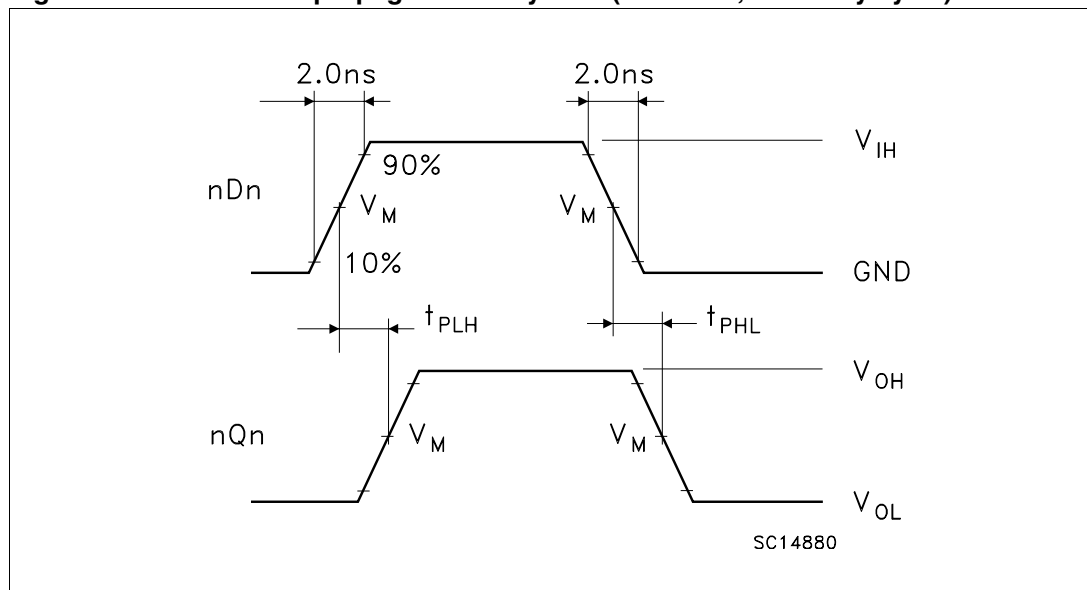 2.0ns 2.0ns
V_IH
90%
nDn V_M V_M
10%
GND
t_PLH t_PHL
V_OH
nQn V_M V_M
V_OL
SC14880